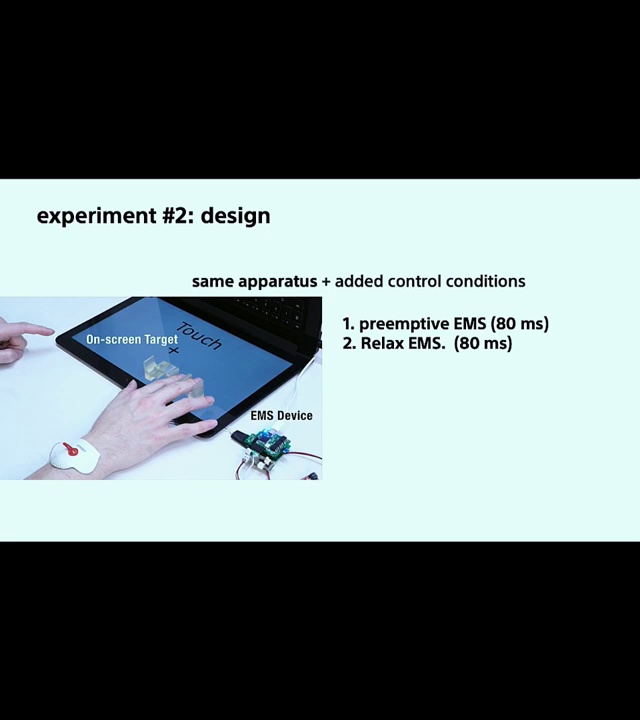 experiment #2: design
same apparatus + added control conditions
On-screen Target
Touch
+
EMS Device
1. preemptive EMS (80 ms)
2. Relax EMS. (80 ms)